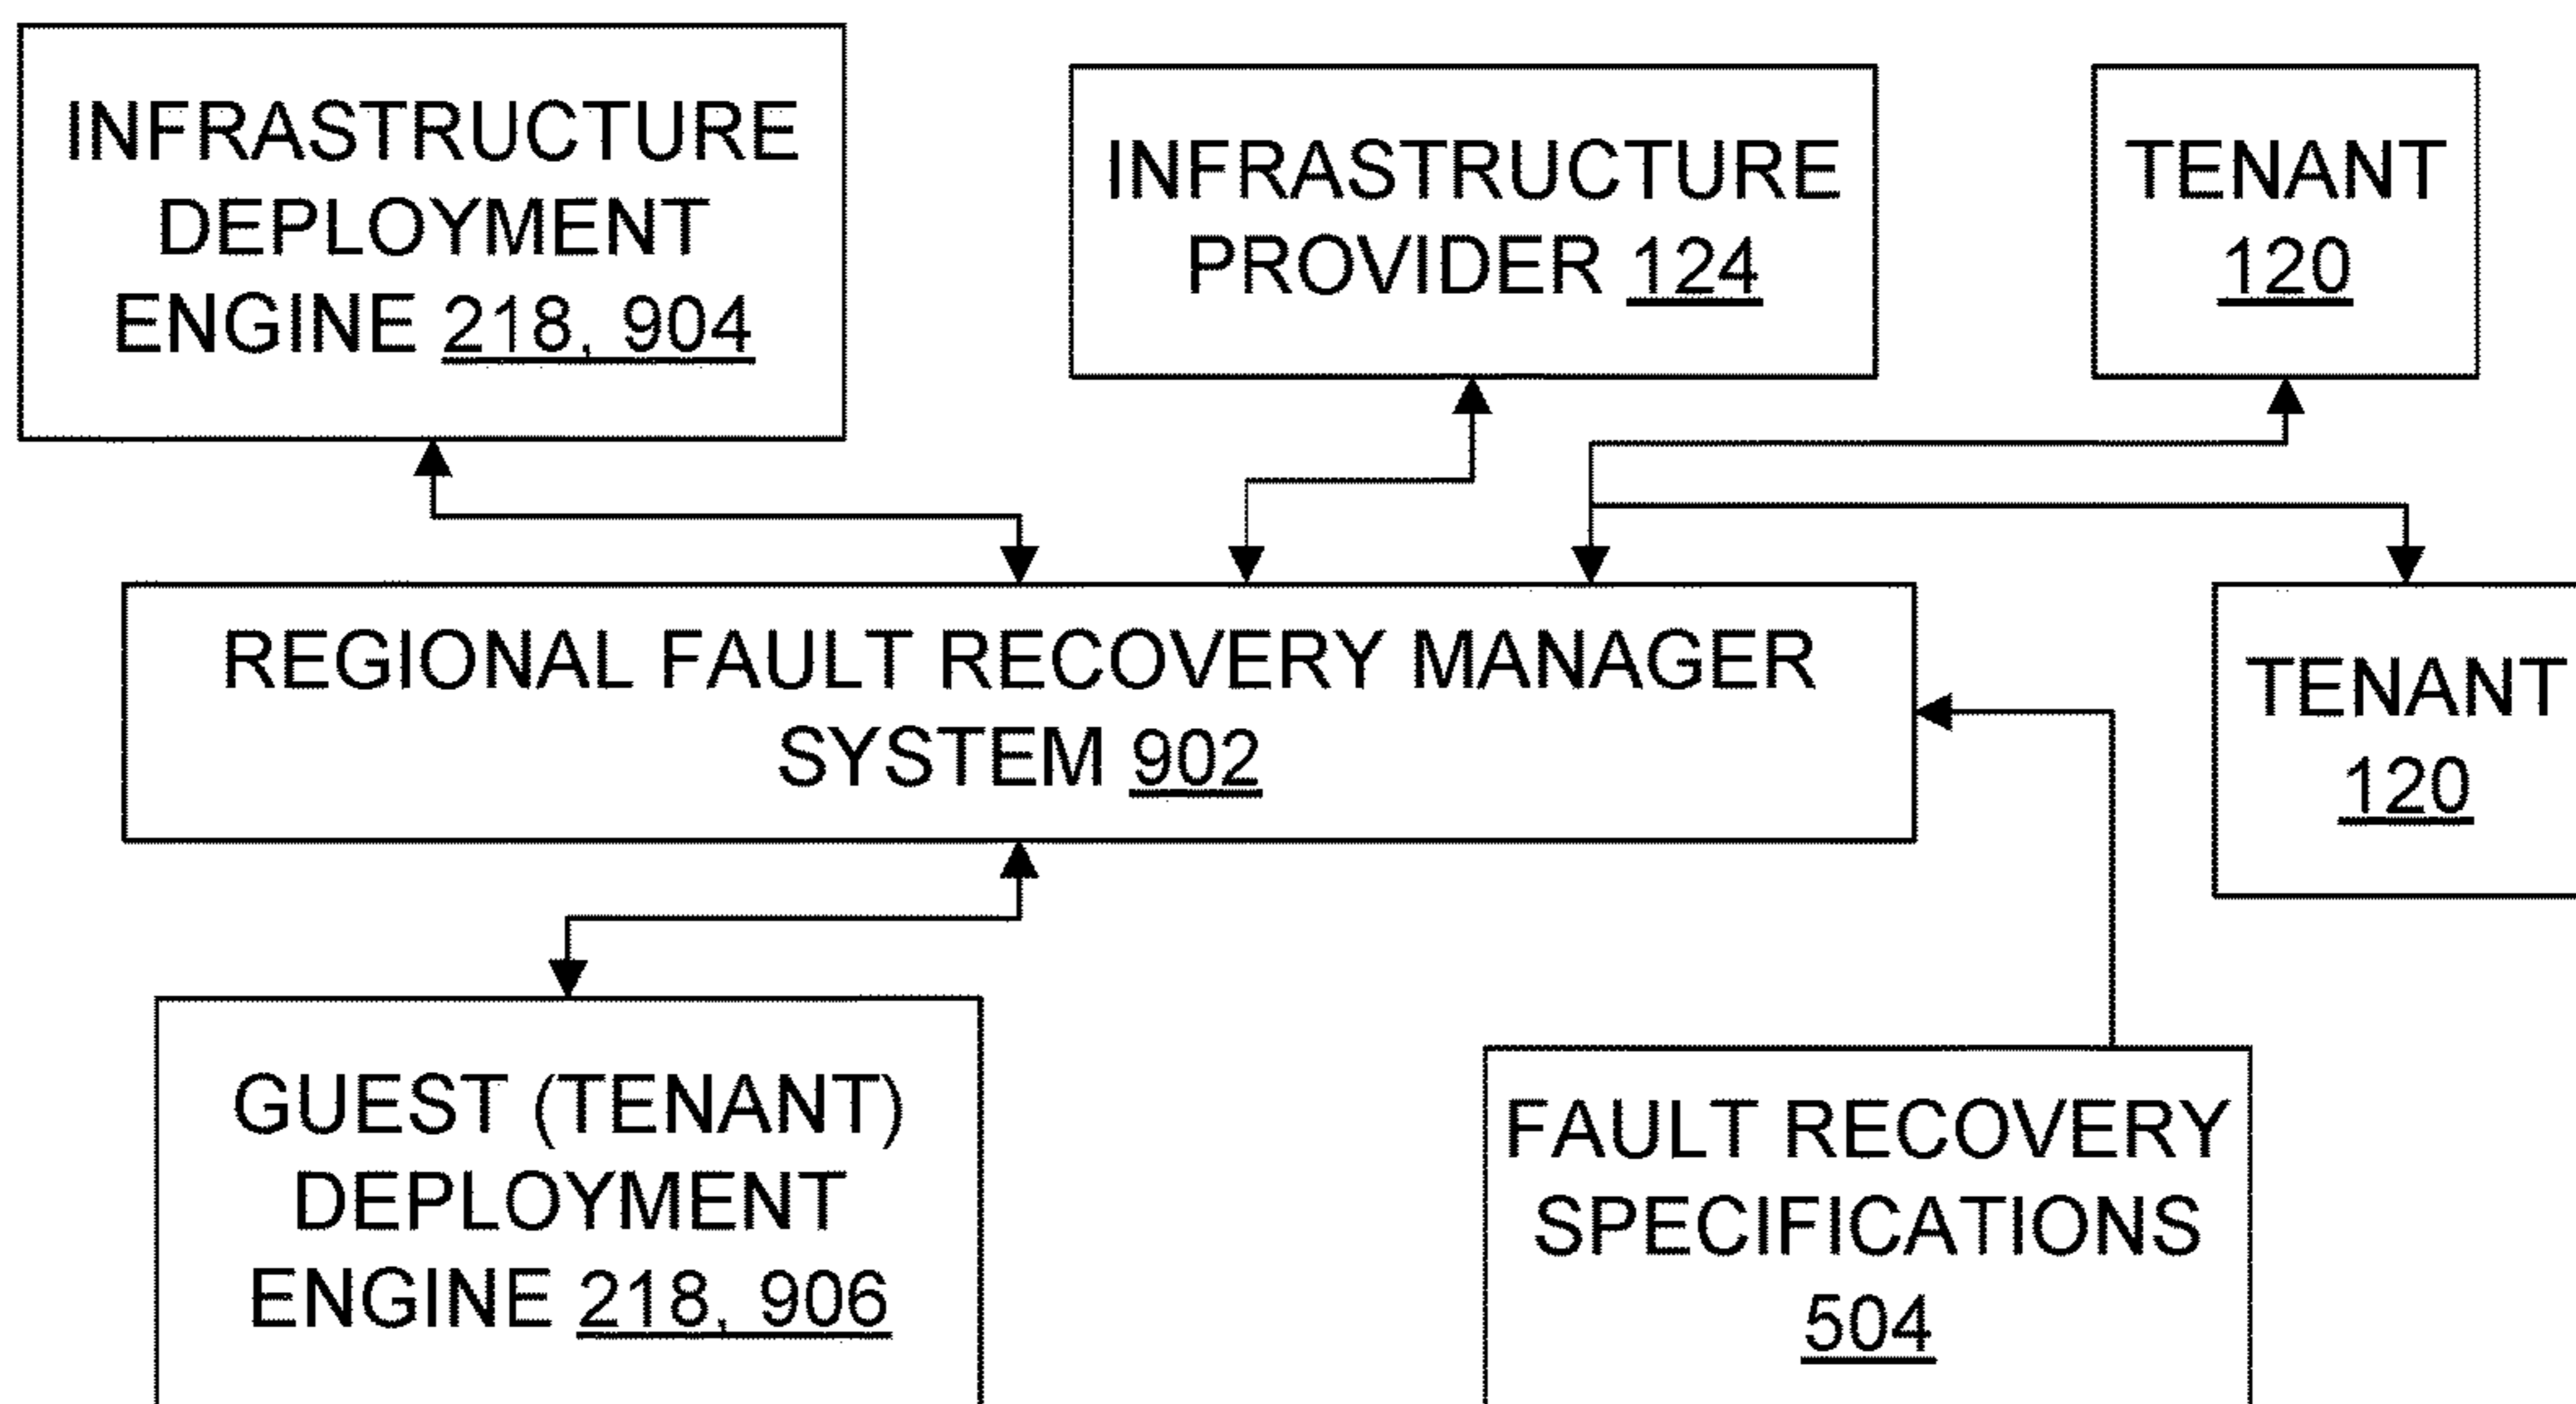 INFRASTRUCTURE
DEPLOYMENT
ENGINE 218, 904
INFRASTRUCTURE
PROVIDER 124
TENANT
120
REGIONAL FAULT RECOVERY MANAGER
SYSTEM 902
TENANT
120
GUEST (TENANT)
DEPLOYMENT
ENGINE 218, 906
FAULT RECOVERY
SPECIFICATIONS
504